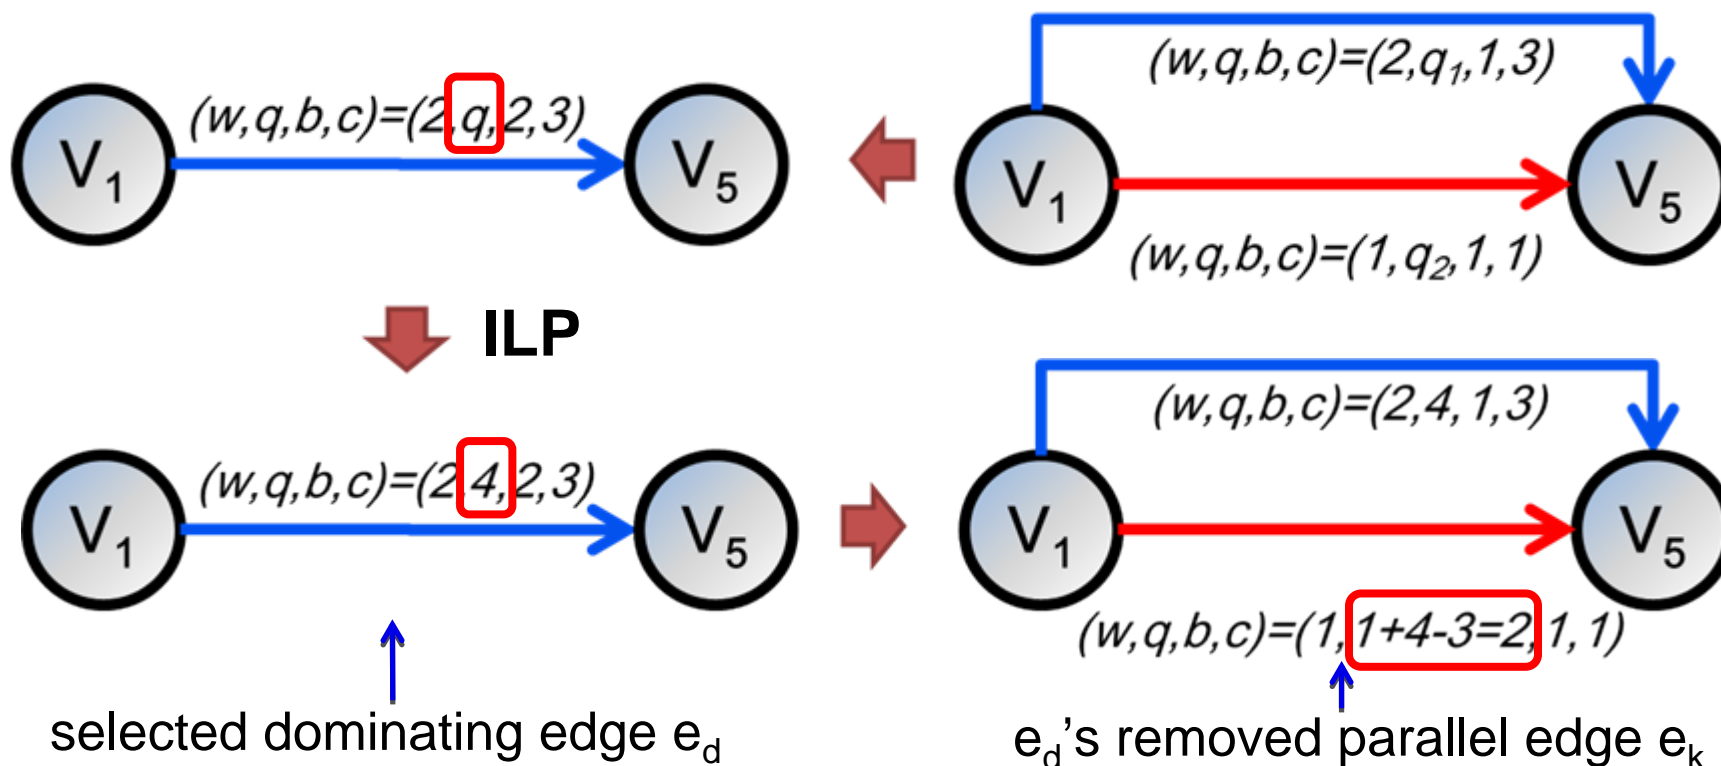 (w,q,b,c)=(2,q,2,3)
V1
V5
(w,q,b,c)=(2,q1,1,3)
V1
V5
(w,q,b,c)=(1,q2,1,1)
ILP
(w,q,b,c)=(2,4,2,3)
V1
V5
(w,q,b,c)=(2,4,1,3)
V1
V5
(w,q,b,c)=(1,1+4-3=2,1,1)
selected dominating edge ed
ed's removed parallel edge ek